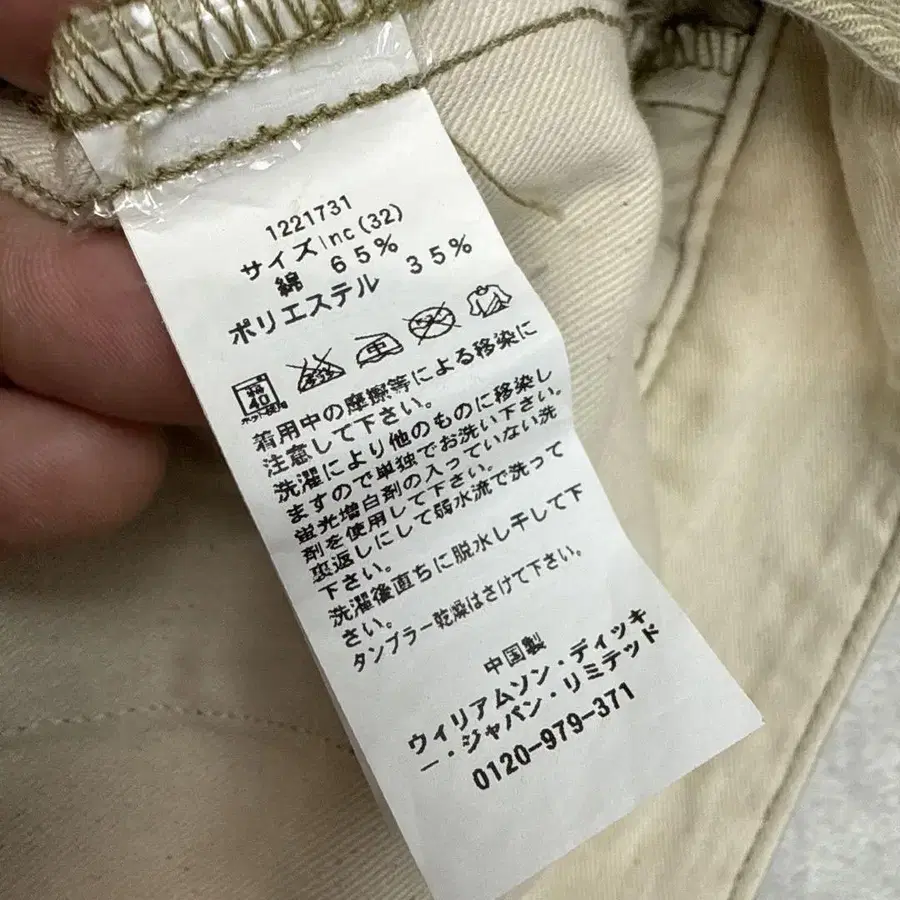 1221731
サイズInc(32)
綿 65%
ポリエステル 35%
40
中
着用中の摩擦等による移染に
注意して下さい。
洗濯により他のものに移染し
ますので単独でお洗い下さい。
蛍光増白剤の入っていない洗
剤を使用して下さい。
裏返しにして弱水流で洗って
下さい。
洗濯後直ちに脱水し干して下
さい。
タンブラー乾燥はさけて下さい。
中国製
ウィリアムソン・ディッキ
ー・ジャパン・リミテッド
0120-979-371